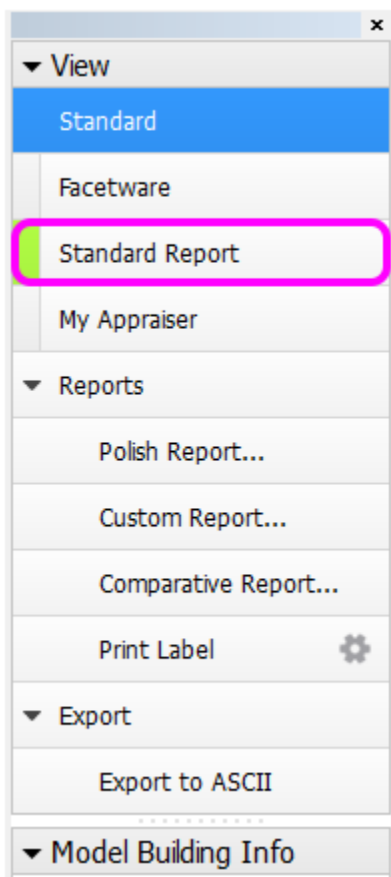 View
Standard
Facetware
Standard Report
My Appraiser
Reports
Polish Report...
Custom Report...
Comparative Report...
Print Label
Export
Export to ASCII
Model Building Info